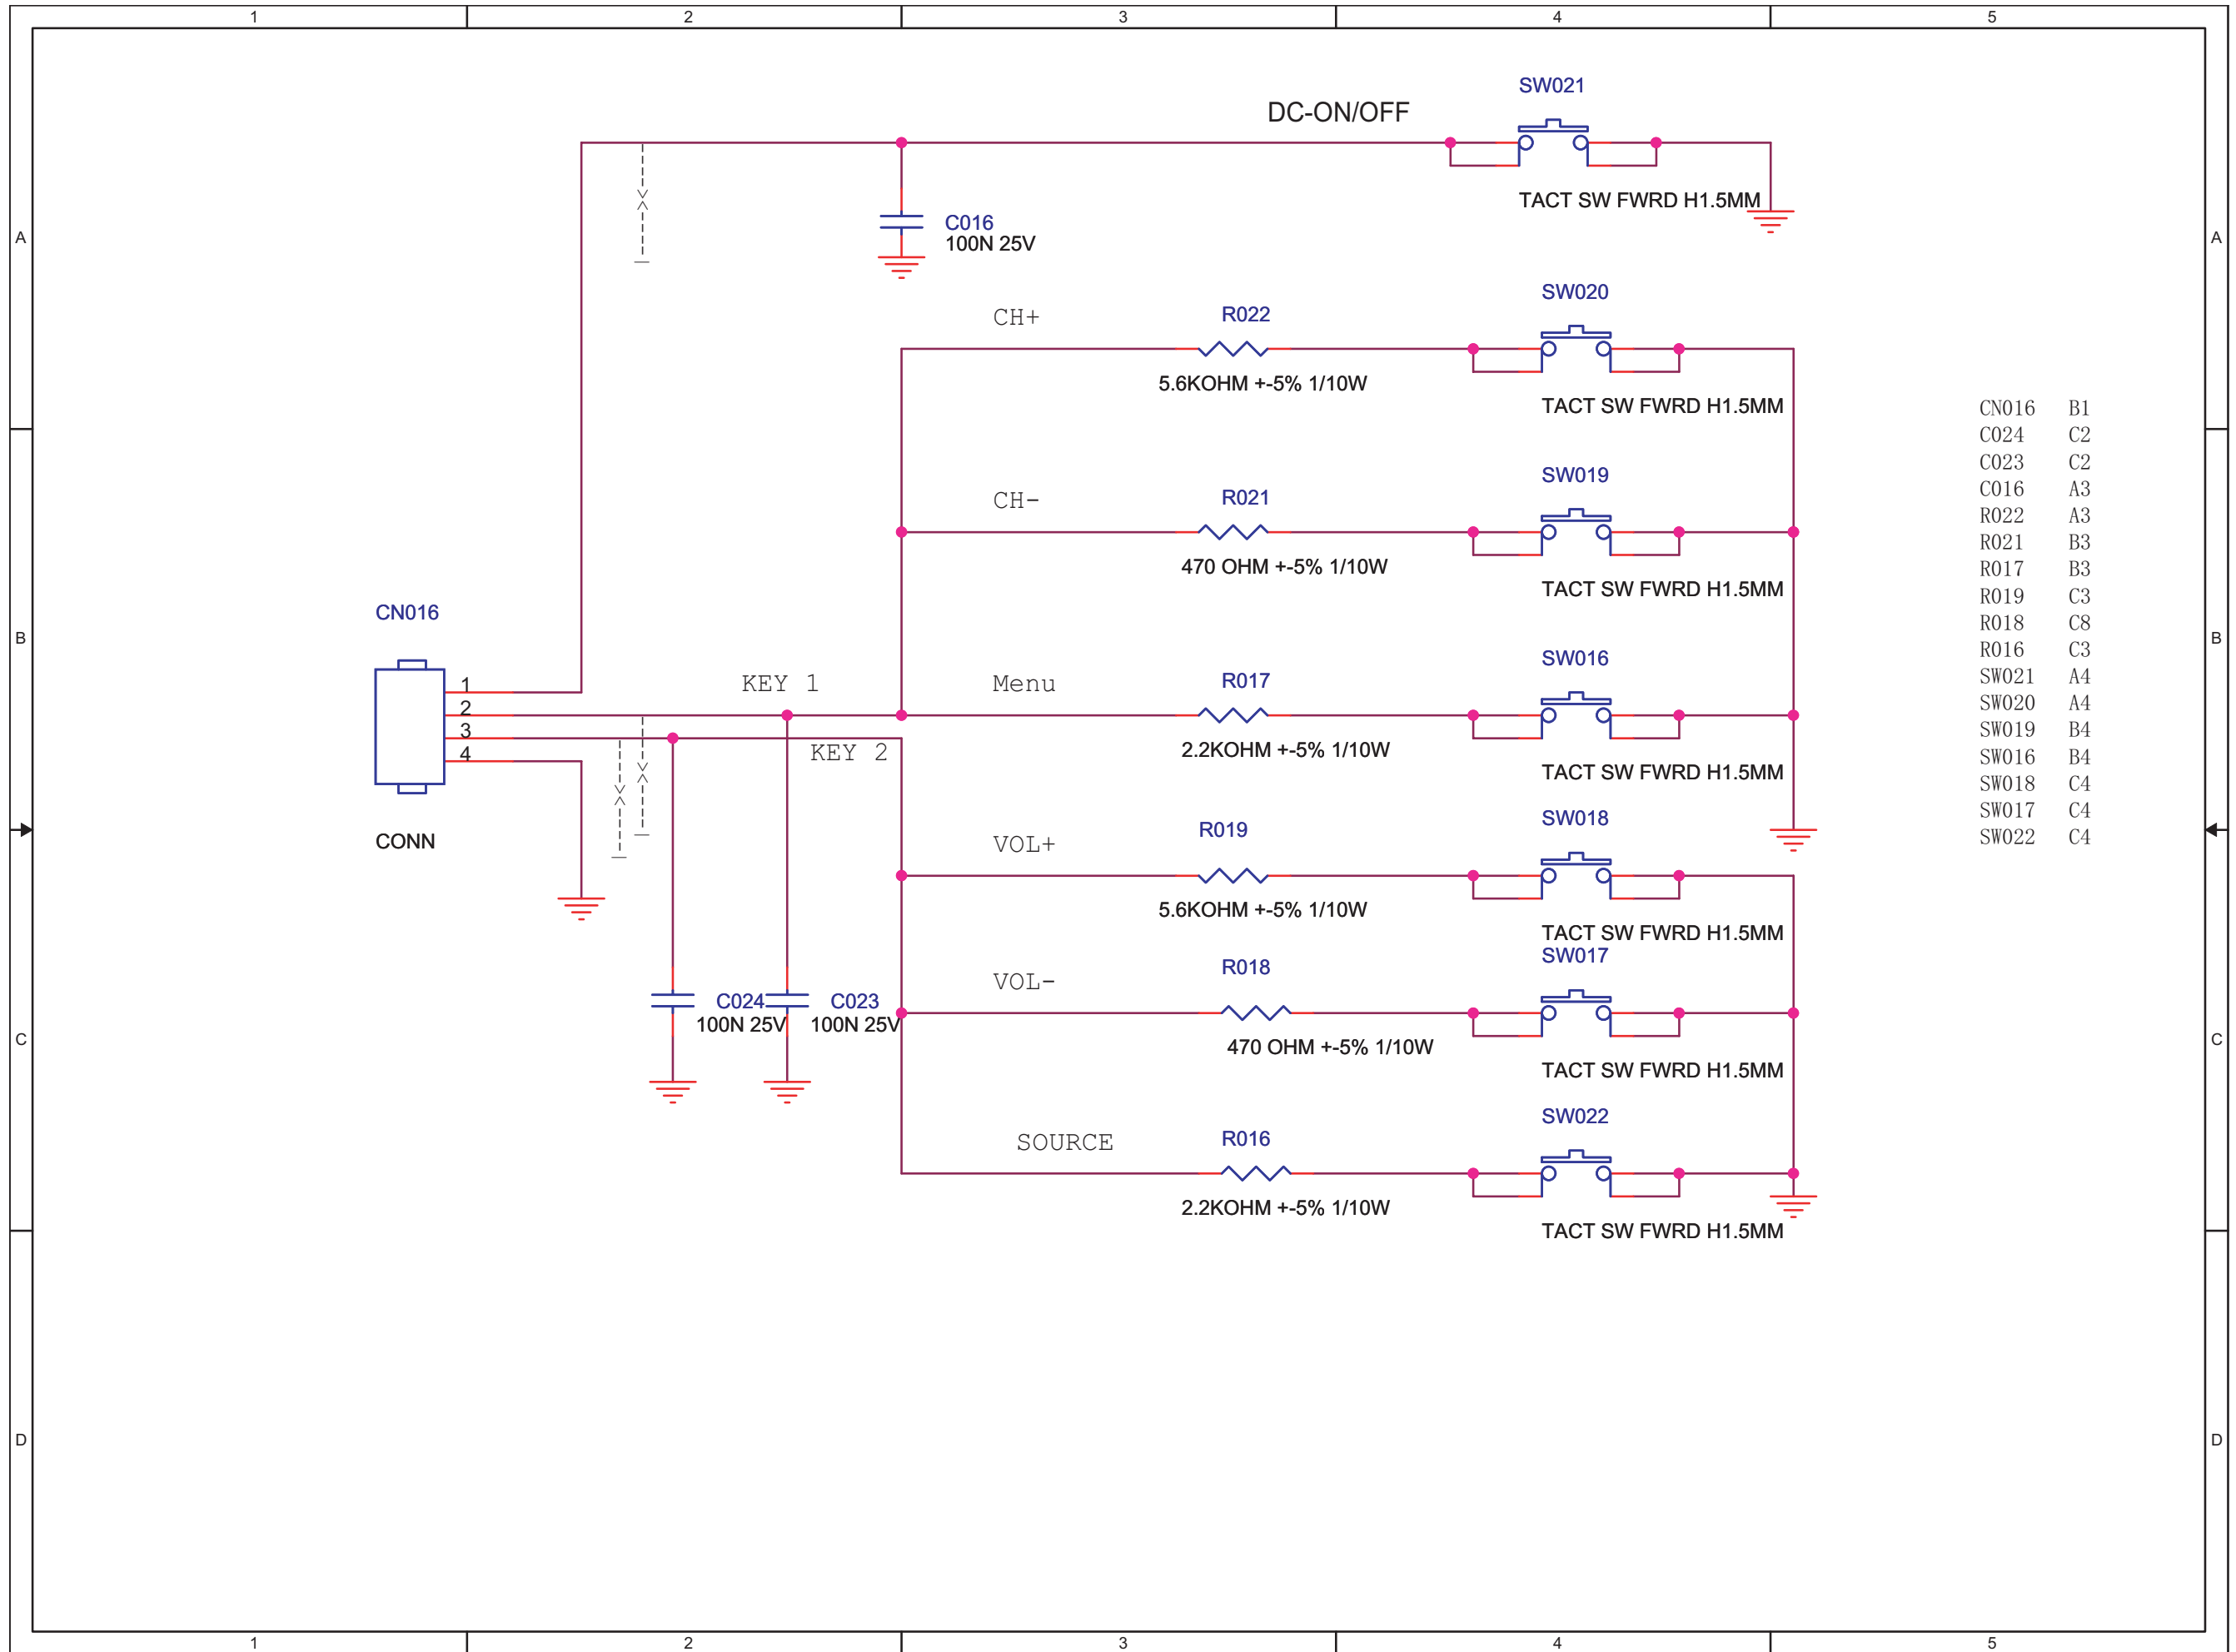 1 2 3 4 5
SW021
DC-ON/OFF
TACT SW FWRD H1.5MM
C016
100N 25V
A A
SW020
CH+ R022
5.6KOHM +-5% 1/10W
TACT SW FWRD H1.5MM
CN016 B1
C024 C2
C023 C2
C016 A3
R022 A3
R021 B3
R017 B3
R019 C3
R018 C8
R016 C3
SW021 A4
SW020 A4
SW019 B4
SW016 B4
SW018 C4
SW017 C4
SW022 C4
SW019
CH- R021
470 OHM +-5% 1/10W
TACT SW FWRD H1.5MM
CN016
B B
SW016
1
KEY 1 Menu R017
2
3
KEY 2
4
2.2KOHM +-5% 1/10W
TACT SW FWRD H1.5MM
CONN
SW018
VOL+ R019
5.6KOHM +-5% 1/10W
TACT SW FWRD H1.5MM
SW017
VOL- R018
C024 C023
100N 25V 100N 25V
470 OHM +-5% 1/10W
C C
TACT SW FWRD H1.5MM
SW022
SOURCE R016
2.2KOHM +-5% 1/10W
TACT SW FWRD H1.5MM
D D
1 2 3 4 5